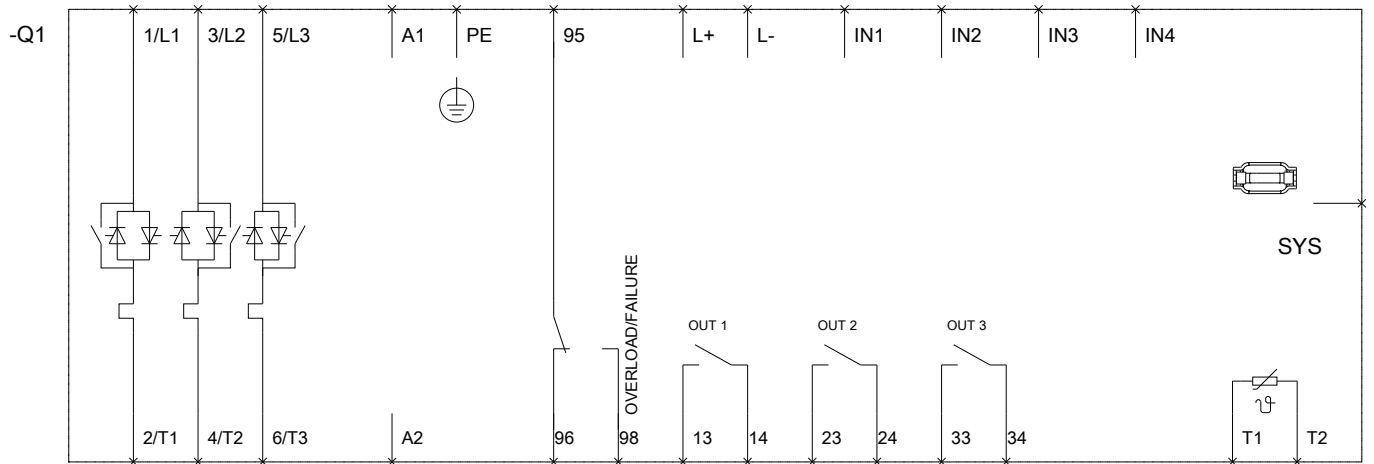 -Q1
1/L1 3/L2 5/L3 A1 PE 95 L+ L- IN1 IN2 IN3 IN4
SYS
OVERLOAD/FAILURE
OUT 1 OUT 2 OUT 3
ϑ
2/T1 4/T2 6/T3 A2 96 98 13 14 23 24 33 34 T1 T2